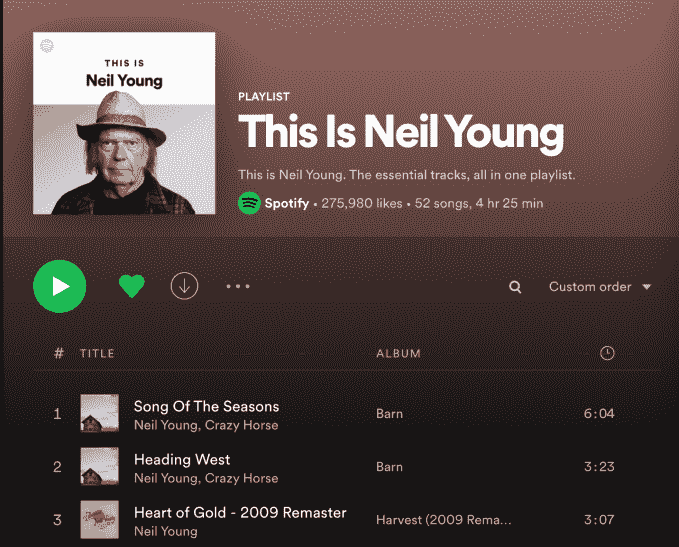 THIS IS
Neil Young
PLAYLIST
This Is Neil Young
This is Neil Young. The essential tracks, all in one playlist.
Spotify • 275,980 likes • 52 songs, 4 hr 25 min
Custom order
# TITLE ALBUM
1 Song Of The Seasons Barn 6:04
Neil Young, Crazy Horse
2 Heading West Barn 3:23
Neil Young, Crazy Horse
3 Heart of Gold - 2009 Remaster Harvest (2009 Rema... 3:07
Neil Young